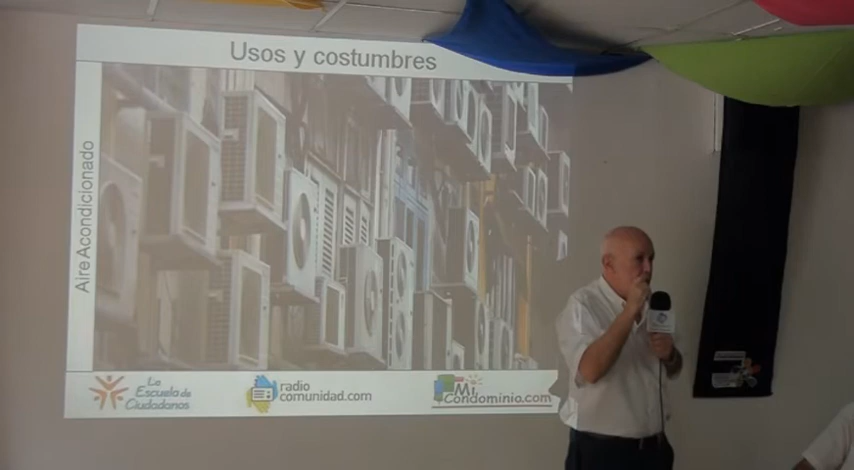 Usos y costumbres
Aire Acondicionado
La
Escuela de
Ciudadanos
radio
comunidad.com
Mi
Condominio.com